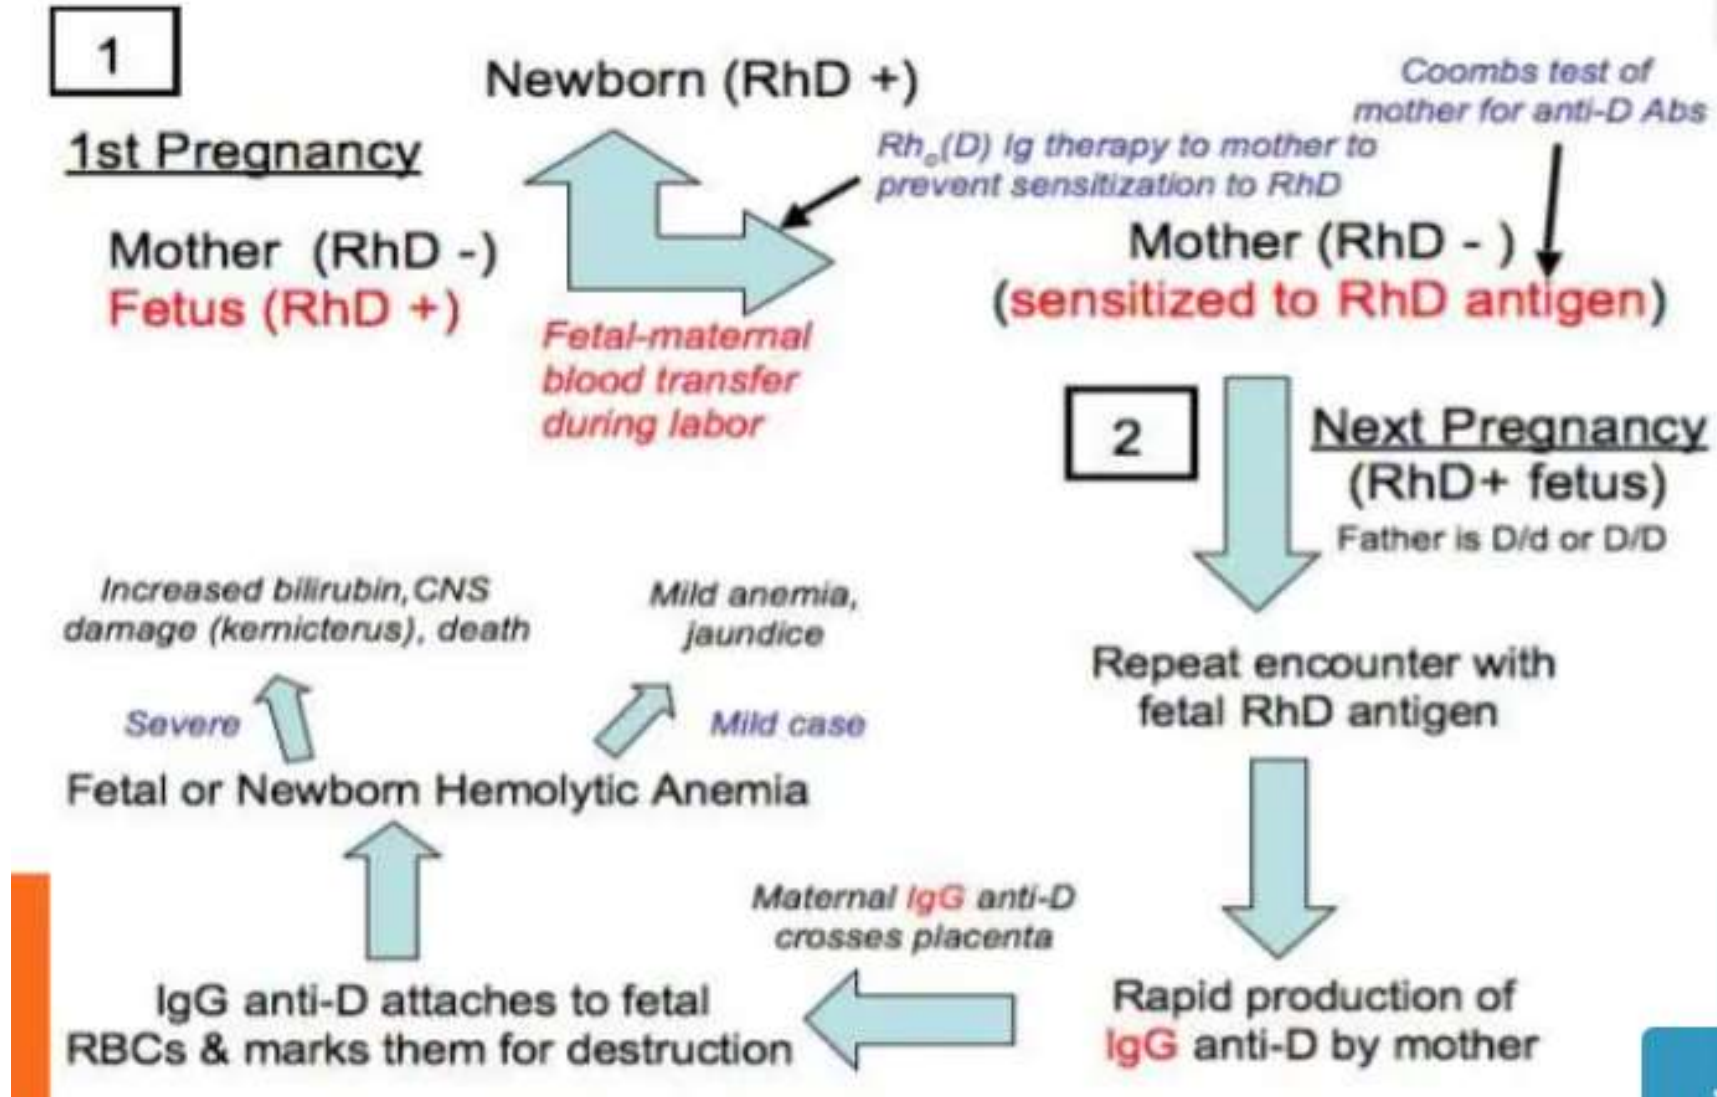 1
1st Pregnancy
Mother (RhD -)
Fetus (RhD +)
Newborn (RhD +)
Fetal-maternal
blood transfer
during labor
Rho(D) Ig therapy to mother to
prevent sensitization to RhD
Coombs test of
mother for anti-D Abs
Mother (RhD - )
(sensitized to RhD antigen)
2
Next Pregnancy
(RhD+ fetus)
Father is D/d or D/D
Repeat encounter with
fetal RhD antigen
Rapid production of
IgG anti-D by mother
Maternal IgG anti-D
crosses placenta
IgG anti-D attaches to fetal
RBCs & marks them for destruction
Fetal or Newborn Hemolytic Anemia
Severe
Increased bilirubin, CNS
damage (kernicterus), death
Mild case
Mild anemia,
jaundice